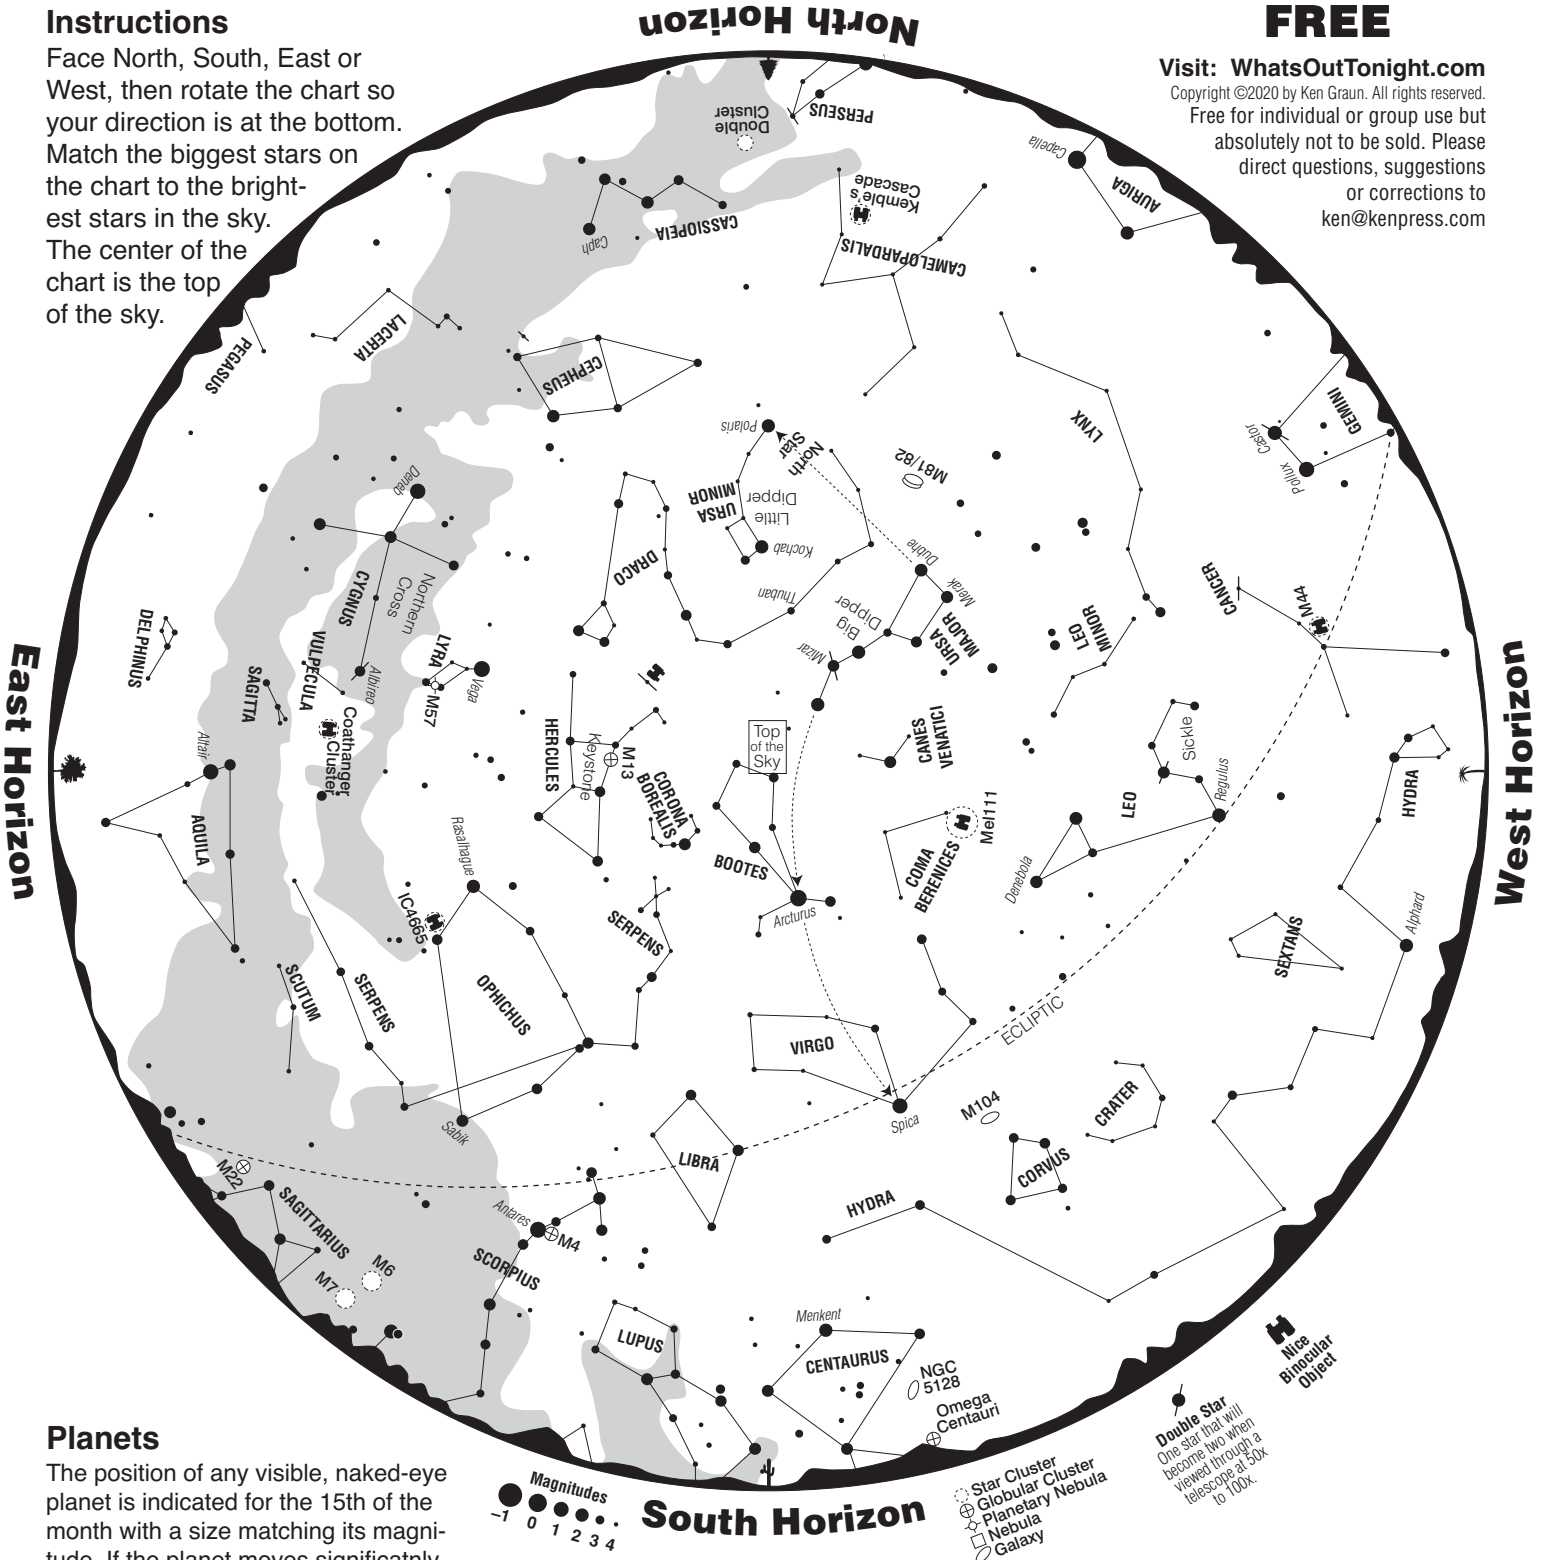 Instructions
Face North, South, East or
West, then rotate the chart so
your direction is at the bottom.
Match the biggest stars on
the chart to the bright-
est stars in the sky.
The center of the
chart is the top
of the sky.
North Horizon
FREE
Visit: WhatsOutTonight.com
Copyright ©2020 by Ken Graun. All rights reserved.
Free for individual or group use but
absolutely not to be sold. Please
direct questions, suggestions
or corrections to
ken@kenpress.com
PERSEUS
Double
Cluster
Capella
AURIGA
Kemble's
Cascade
CASSIOPEIA
Caph
CAMELOPARDALIS
LACERTA
PEGASUS
CEPHEUS
LYNX
GEMINI
Castor
Pollux
Polaris
North
Star
M81/82
Deneb
URSA
MINOR
Little
Dipper
Kochab
DRACO
Dubhe
Merak
Thuban
Big
Dipper
URSA
MAJOR
Mizar
CYGNUS
Northern
Cross
CANCER
M44
LEO
MINOR
DELPHINUS
VULPECULA
LYRA
Albireo
Vega
M57
SAGITTA
Coathanger
Cluster
East Horizon
West Horizon
Altair
HERCULES
Keystone
M13
Top
of the
Sky
CANES
VENATICI
Sickle
Regulus
LEO
HYDRA
CORONA
BOREALIS
AQUILA
Rasalhague
BOOTES
Mel111
COMA
BERENICES
Denebola
Arcturus
IC4665
SERPENS
Alphard
SEXTANS
SCUTUM
SERPENS
OPHICHUS
ECLIPTIC
VIRGO
M104
CRATER
Spica
Sabik
LIBRA
CORVUS
M22
SAGITTARIUS
Antares
M4
HYDRA
SCORPIUS
M6
M7
Menkent
LUPUS
CENTAURUS
NGC
5128
Omega
Centauri
Nice
Binocular
Object
Double Star
One star that will
become two when
viewed through a
telescope at 50x
to 100x.
Planets
The position of any visible, naked-eye
planet is indicated for the 15th of the
month with a size matching its magni-
tude. If the planet moves significatnly
Magnitudes
–1 0 1 2 3 4
South Horizon
Star Cluster
Globular Cluster
Planetary Nebula
Nebula
Galaxy